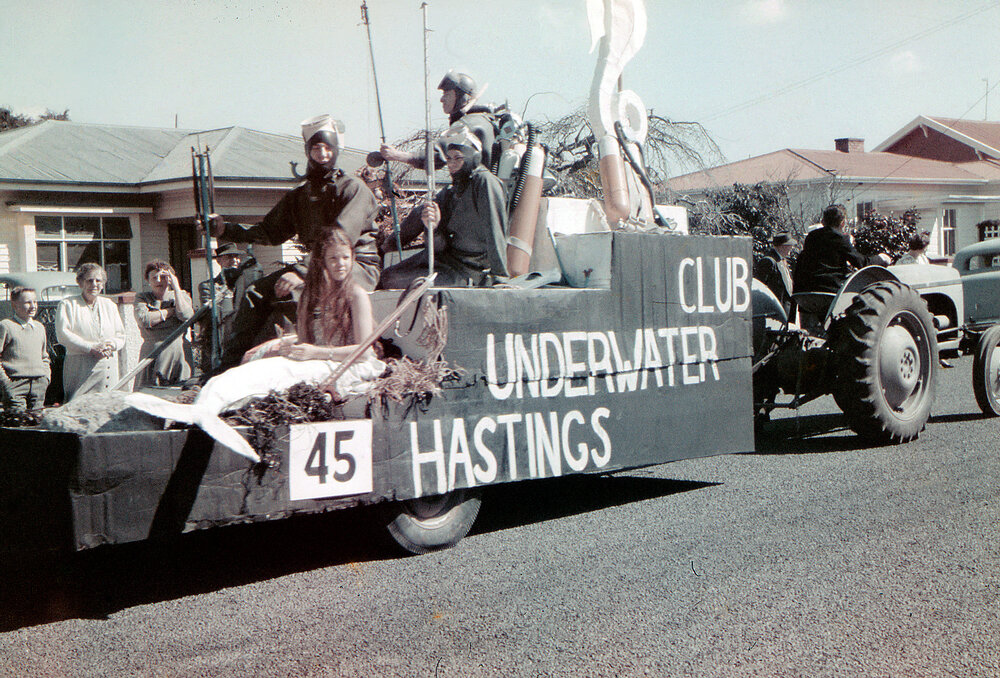 CLUB
UNDERWATER
HASTINGS
45